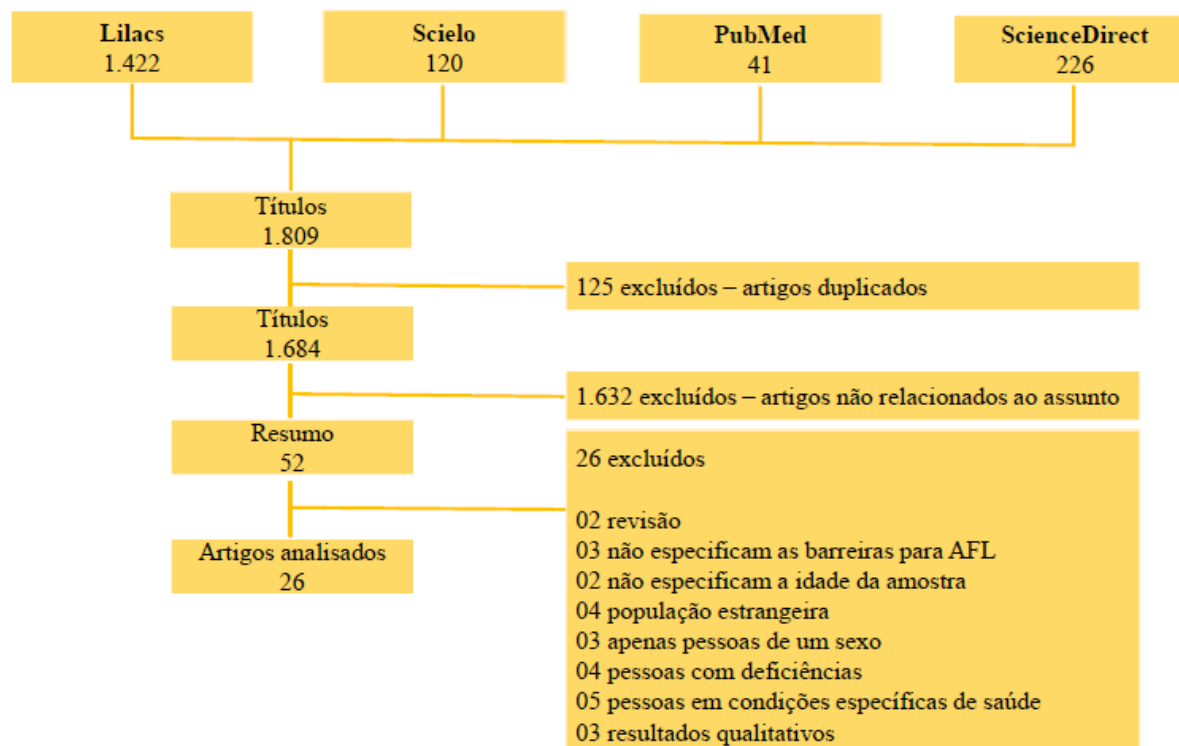 Lilacs
1.422
Scielo
120
PubMed
41
ScienceDirect
226
Títulos
1.809
125 excluídos – artigos duplicados
Títulos
1.684
1.632 excluídos – artigos não relacionados ao assunto
Resumo
52
26 excluídos
02 revisão
03 não especificam as barreiras para AFL
02 não especificam a idade da amostra
04 população estrangeira
03 apenas pessoas de um sexo
04 pessoas com deficiências
05 pessoas em condições específicas de saúde
03 resultados qualitativos
Artigos analisados
26